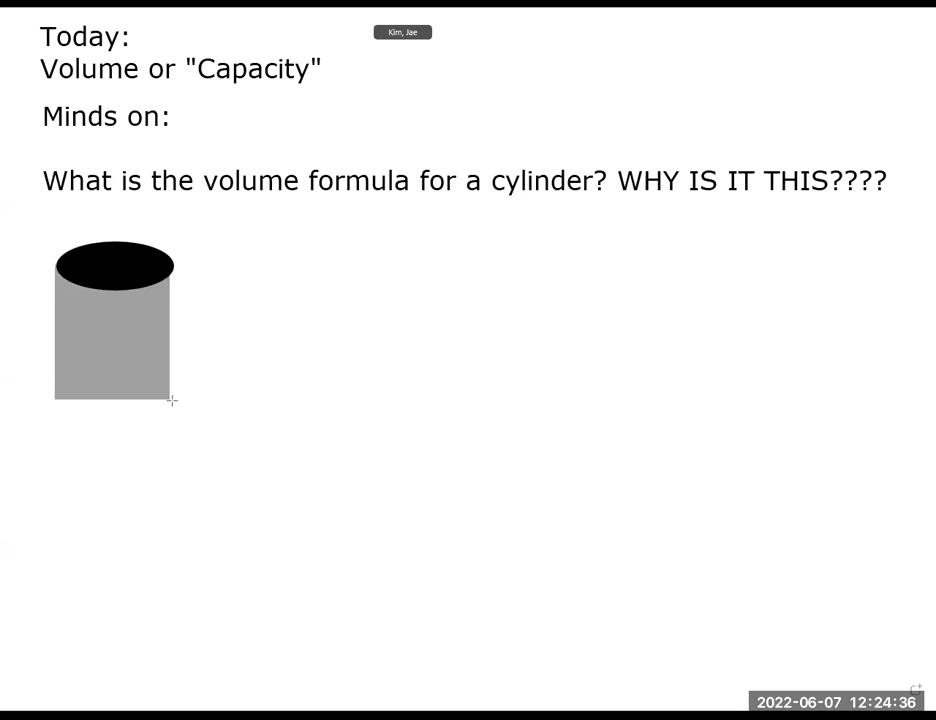 Today:
Kim, Jae
Volume or "Capacity"
Minds on:
What is the volume formula for a cylinder? WHY IS IT THIS????
2022-06-07 12:24:36